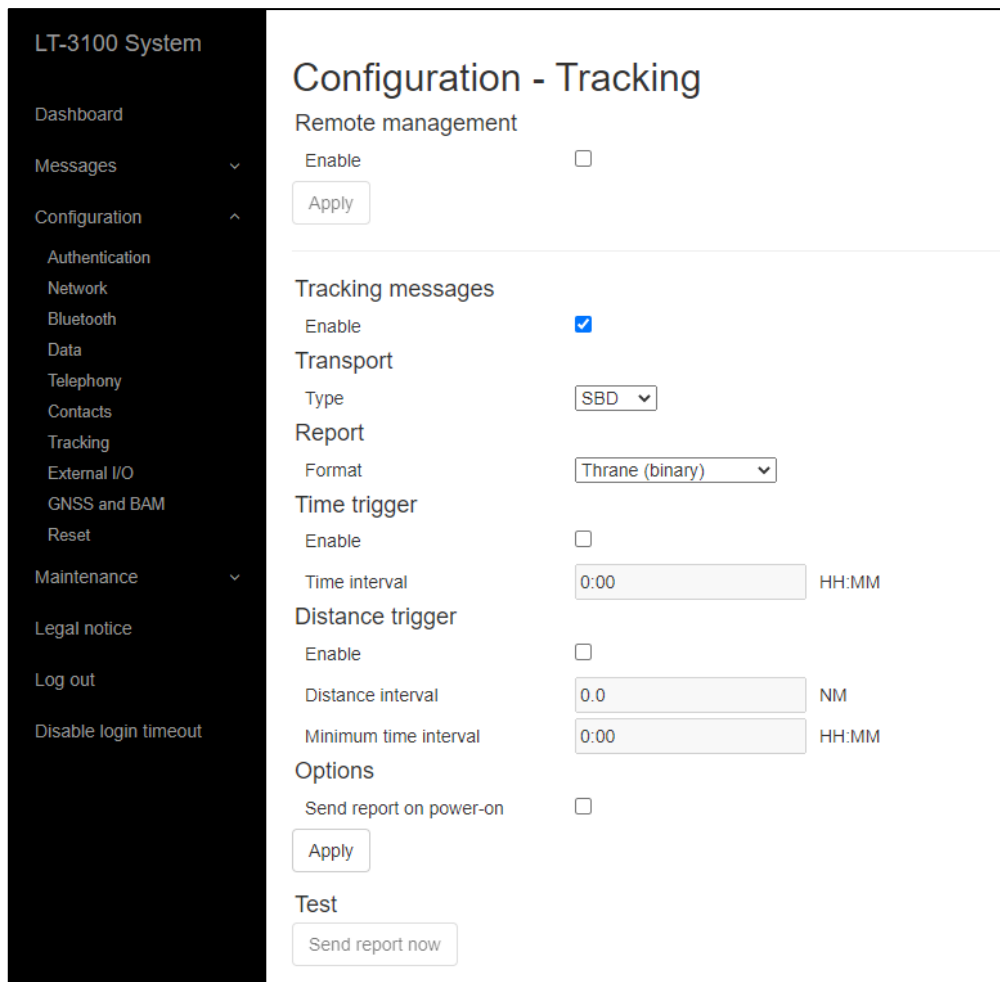 LT-3100 System
Dashboard
Messages
Configuration
Authentication
Network
Bluetooth
Data
Telephony
Contacts
Tracking
External I/O
GNSS and BAM
Reset
Maintenance
Legal notice
Log out
Disable login timeout
Configuration - Tracking
Remote management
Enable
Apply
Tracking messages
Enable
Transport
Type SBD
Report
Format Thrane (binary)
Time trigger
Enable
Time interval 0:00 HH:MM
Distance trigger
Enable
Distance interval 0.0 NM
Minimum time interval 0:00 HH:MM
Options
Send report on power-on
Apply
Test
Send report now